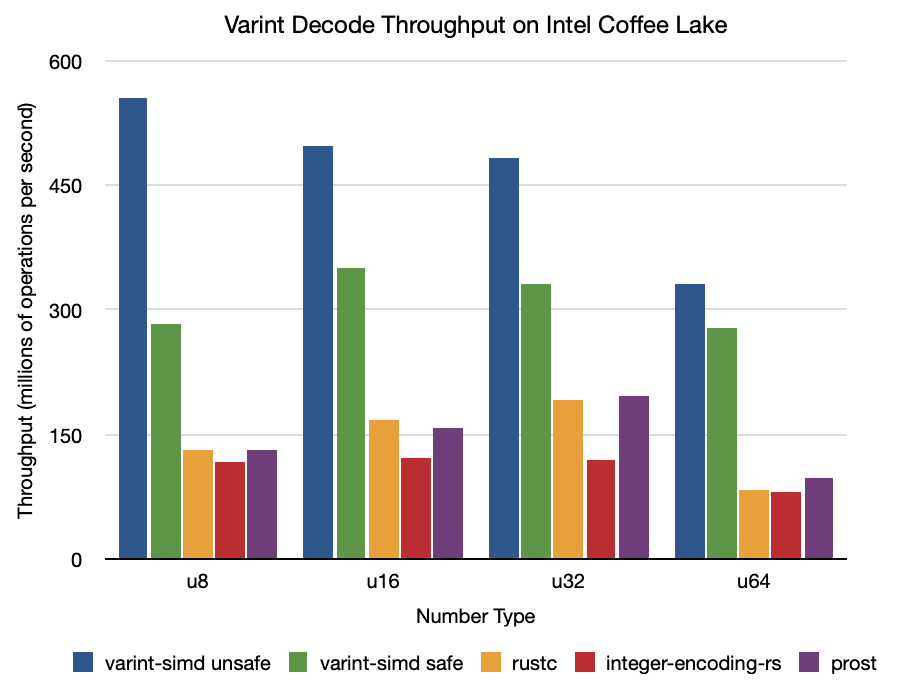 Varint Decode Throughput on Intel Coffee Lake
Throughput (millions of operations per second)
600
450
300
150
0
u8 u16 u32 u64
Number Type
varint-simd unsafe varint-simd safe rustc integer-encoding-rs prost